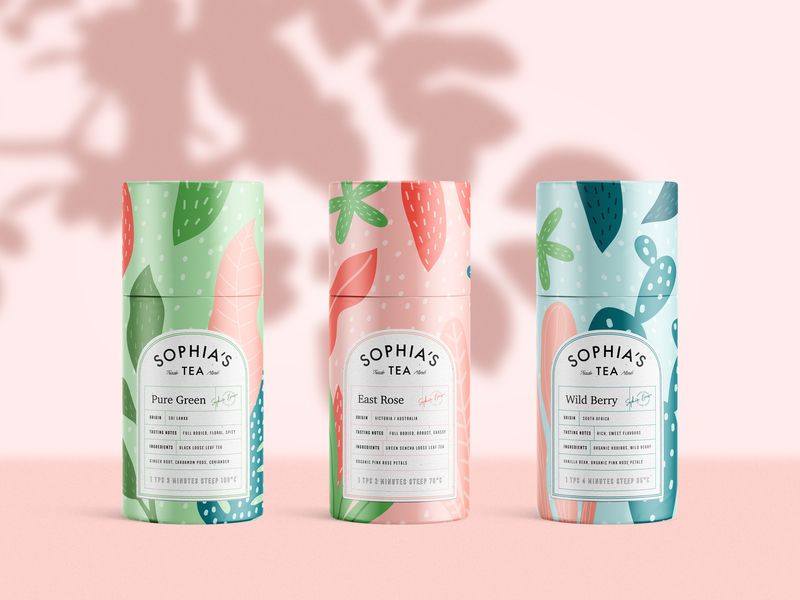 SOPHIA'S
TEA
Pure Green
ORIGIN SRI LANKA
TASTING NOTES FULL BODIED, FLORAL, SPICY
INGREDIENTS BLACK LOOSE LEAF TEA
GINGER ROOT, CARDAMOM PODS, CORIANDER
1 TPS 3 MINUTES STEEP 100°C
SOPHIA'S
TEA
East Rose
ORIGIN VICTORIA / AUSTRALIA
TASTING NOTES FULL BODIED, ROBUST, GRASSY
INGREDIENTS GREEN SENCHA LOOSE LEAF TEA
ORGANIC PINK ROSE PETALS
1 TPS 2 MINUTES STEEP 70°C
SOPHIA'S
TEA
Wild Berry
ORIGIN SOUTH AFRICA
TASTING NOTES RICH, SWEET FLAVOURS
INGREDIENTS ORGANIC ROOIBOS, WILD BERRY
VANILLA BEAN, ORGANIC PINK ROSE PETALS
1 TPS 4 MINUTES STEEP